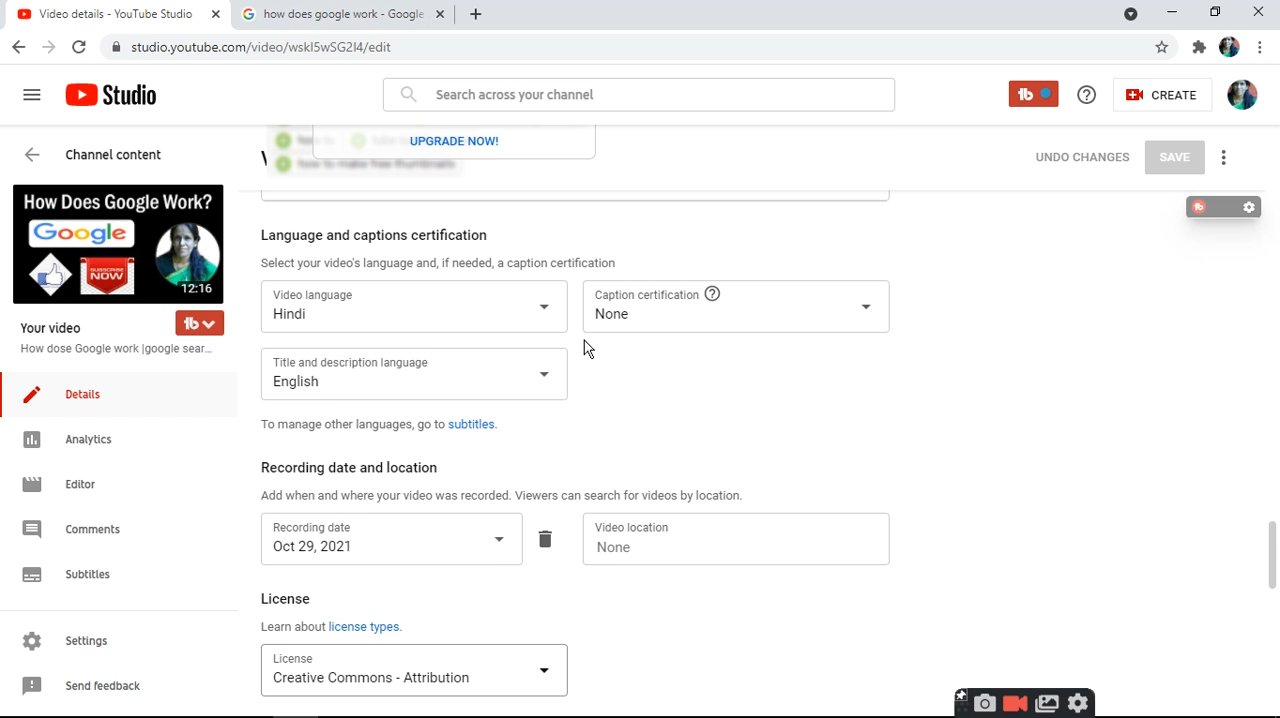 Video details - YouTube Studio
how does google work - Google
studio.youtube.com/video/wskI5wSG2I4/edit
Studio
Search across your channel
CREATE
UPGRADE NOW!
how to make free thumbnails
Channel content
UNDO CHANGES
SAVE
How Does Google Work?
Google
SUBSCRIBE
NOW
12:16
Your video
How dose Google work |google sear...
Details
Analytics
Editor
Comments
Subtitles
Settings
Send feedback
Language and captions certification
Select your video's language and, if needed, a caption certification
Video language
Hindi
Caption certification
None
Title and description language
English
To manage other languages, go to subtitles.
Recording date and location
Add when and where your video was recorded. Viewers can search for videos by location.
Recording date
Oct 29, 2021
Video location
None
License
Learn about license types.
License
Creative Commons - Attribution